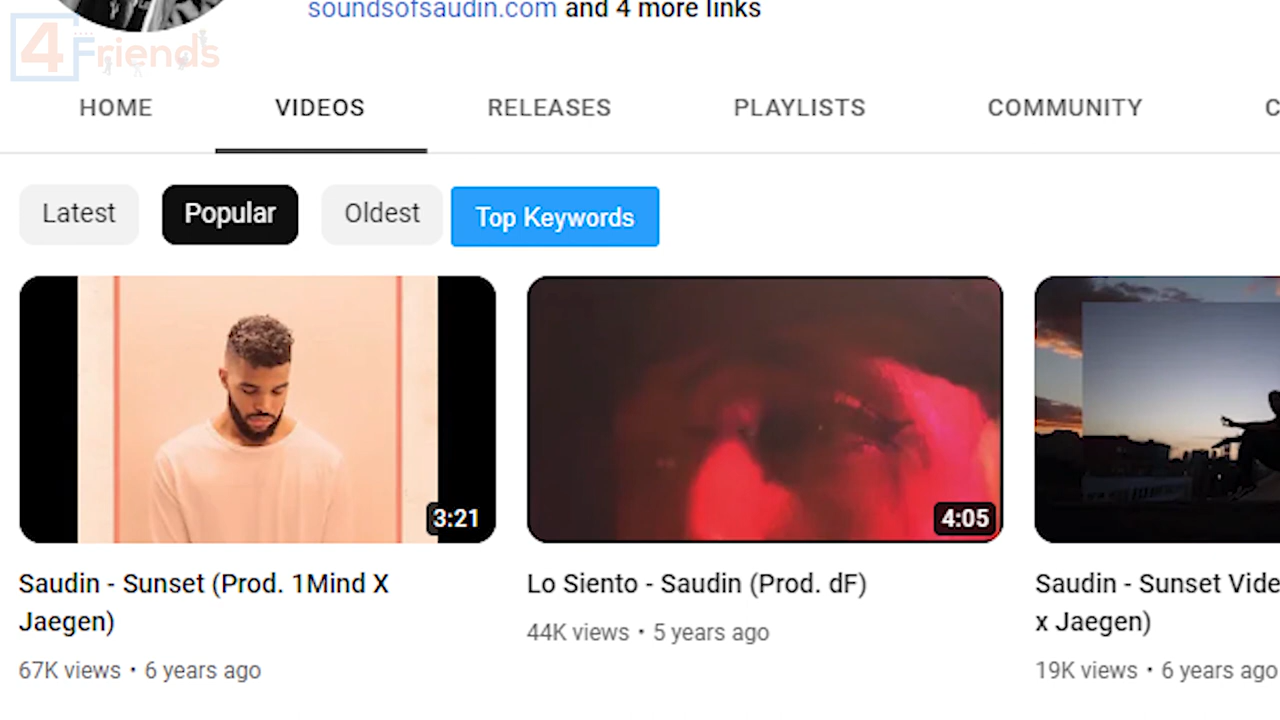 soundsofsaudin.com and 4 more links
4Friends
HOME VIDEOS RELEASES PLAYLISTS COMMUNITY C
Latest Popular Oldest Top Keywords
3:21 4:05
Saudin - Sunset (Prod. 1Mind X
Jaegen)
67K views • 6 years ago
Lo Siento - Saudin (Prod. dF)
44K views • 5 years ago
Saudin - Sunset Vide
x Jaegen)
19K views • 6 years ago